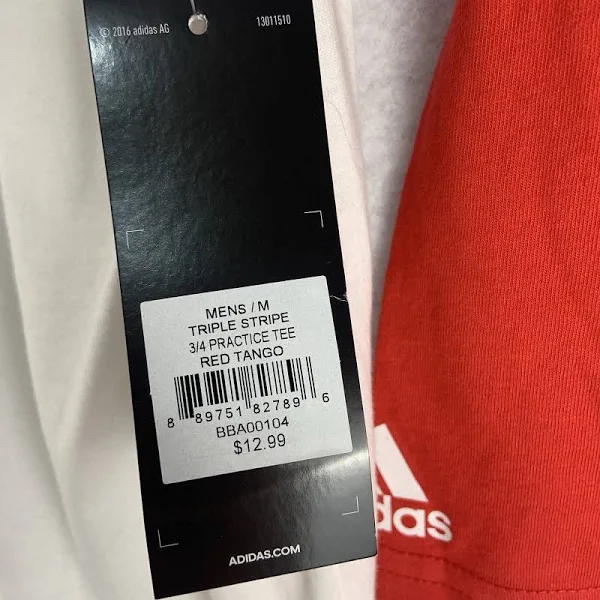 © 2016 adidas AG
13011510
MENS / M
TRIPLE STRIPE
3/4 PRACTICE TEE
RED TANGO
8 89751 82789 6
BBA00104
$12.99
ADIDAS.COM
das